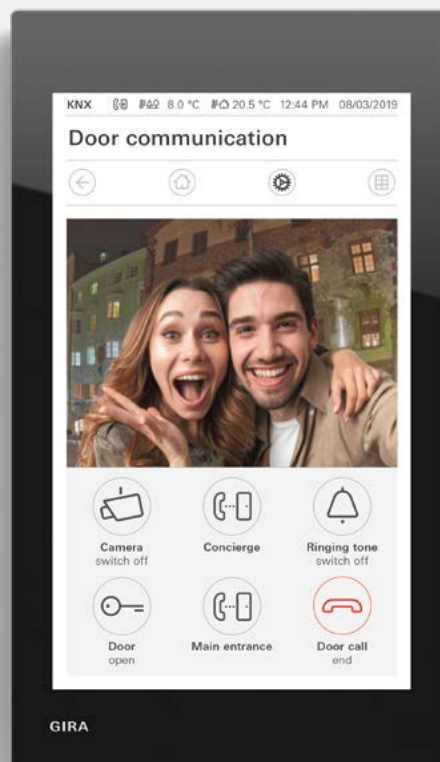 KNX 8.0 °C 20.5 °C 12:44 PM 08/03/2019
Door communication
Camera Concierge Ringing tone
switch off switch off
Door Main entrance Door call
open end
GIRA